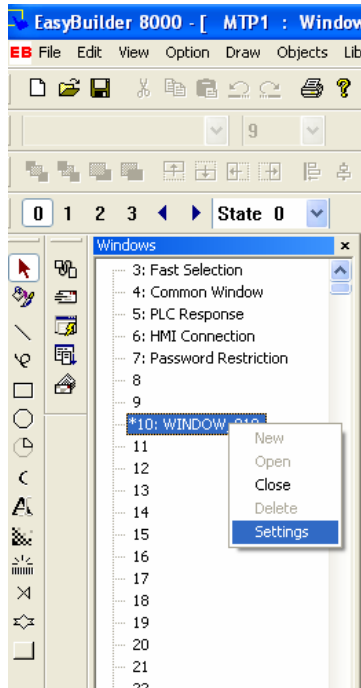 EasyBuilder 8000 - [ MTP1 : Window
EB File Edit View Option Draw Objects Lib
9
0 1 2 3 State 0
Windows
3: Fast Selection
4: Common Window
5: PLC Response
6: HMI Connection
7: Password Restriction
8
9
*10: WINDOW_010
New
11
Open
12
Close
13
Delete
14
Settings
15
16
17
18
19
20
21
22